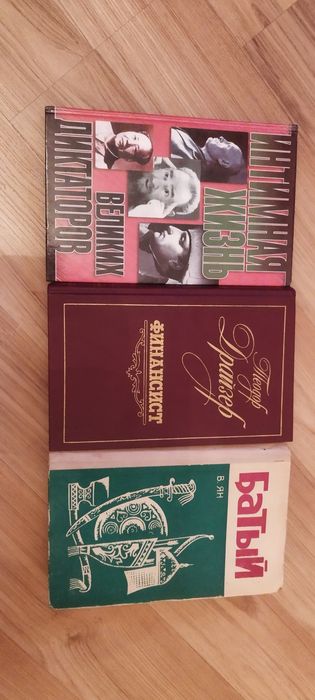 ИНТИМНАЯ
ЖИЗНЬ
ВЕЛИКИХ
ДИКТАТОРОВ
Теодор
Драйзер
ФИНАНСИСТ
В. ЯН
БАТЫЙ